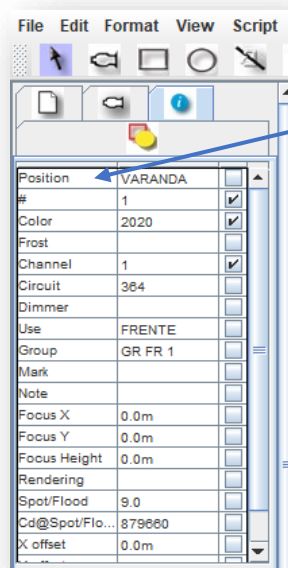 File Edit Format View Script
Position VARANDA
# 1
Color 2020
Frost
Channel 1
Circuit 364
Dimmer
Use FRENTE
Group GR FR 1
Mark
Note
Focus X 0.0m
Focus Y 0.0m
Focus Height 0.0m
Rendering
Spot/Flood 9.0
Cd@Spot/Flo... 879660
X offset 0.0m